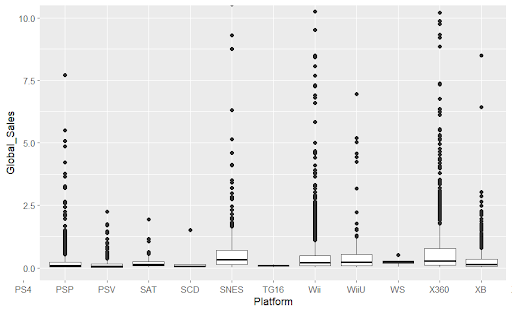 10.0
7.5
5.0
2.5
0.0
Global_Sales
PS4 PSP PSV SAT SCD SNES TG16 Wii WiiU WS X360 XB
Platform